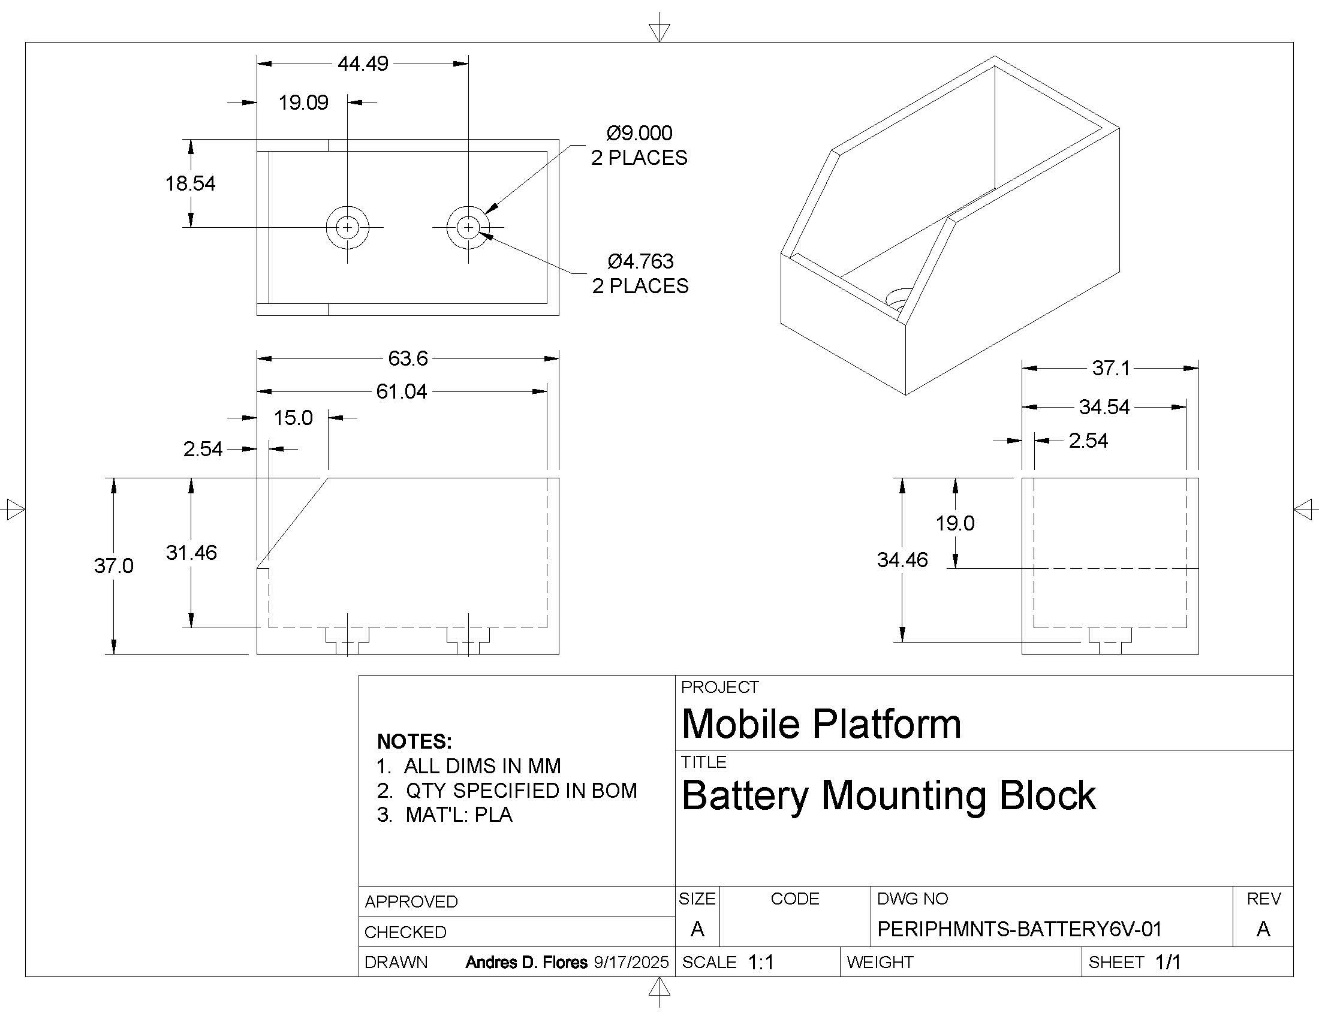 44.49
19.09
Ø9.000
2 PLACES
18.54
Ø4.763
2 PLACES
63.6
61.04
15.0
2.54
37.0
31.46
37.1
34.54
2.54
19.0
34.46
NOTES:
1. ALL DIMS IN MM
2. QTY SPECIFIED IN BOM
3. MAT'L: PLA
PROJECT
Mobile Platform
TITLE
Battery Mounting Block
APPROVED
CHECKED
DRAWN Andres D. Flores 9/17/2025
SIZE
A
CODE
DWG NO
PERIPHMNTS-BATTERY6V-01
REV
A
SCALE 1:1
WEIGHT
SHEET 1/1